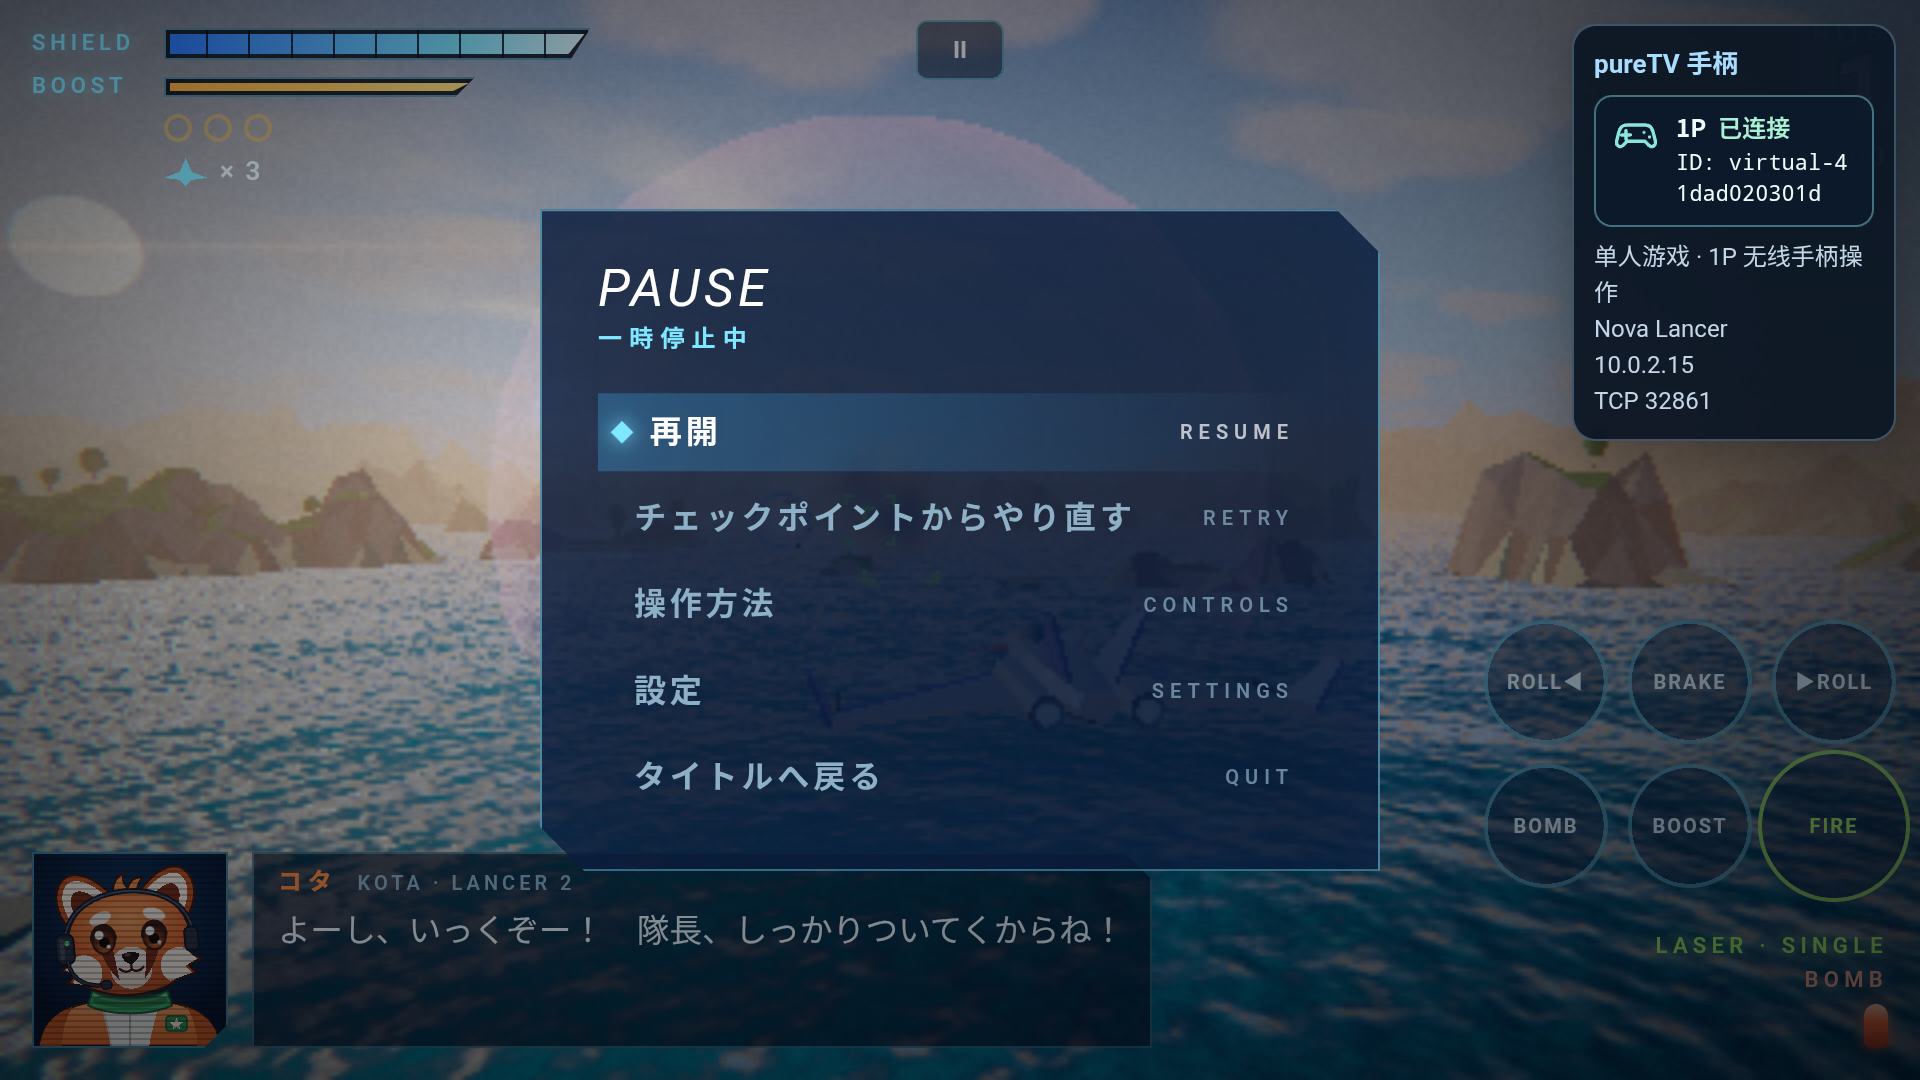 SHIELD
BOOST
× 3
pureTV 手柄
1P 已连接
ID: virtual-4
1dad020301d
单人游戏 · 1P 无线手柄操
作
Nova Lancer
10.0.2.15
TCP 32861
PAUSE
一時停止中
再開 RESUME
チェックポイントからやり直す RETRY
操作方法 CONTROLS
設定 SETTINGS
タイトルへ戻る QUIT
ROLL◀ BRAKE ▶ROLL
BOMB BOOST FIRE
コタ KOTA · LANCER 2
よーし、いっくぞー！ 隊長、しっかりついてくからね！
LASER · SINGLE
BOMB